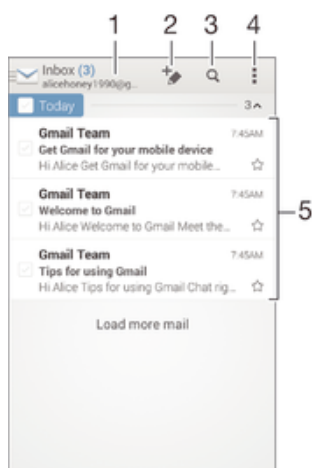 1 2 3 4
Inbox (3)
alicehoney1990@g...
Today 3
Gmail Team 7:45AM
Get Gmail for your mobile device
Hi Alice Get Gmail for your mobile...
Gmail Team 7:45AM
Welcome to Gmail
Hi Alice Welcome to Gmail Meet the...
5
Gmail Team 7:45AM
Tips for using Gmail
Hi Alice Tips for using Gmail Chat rig...
Load more mail